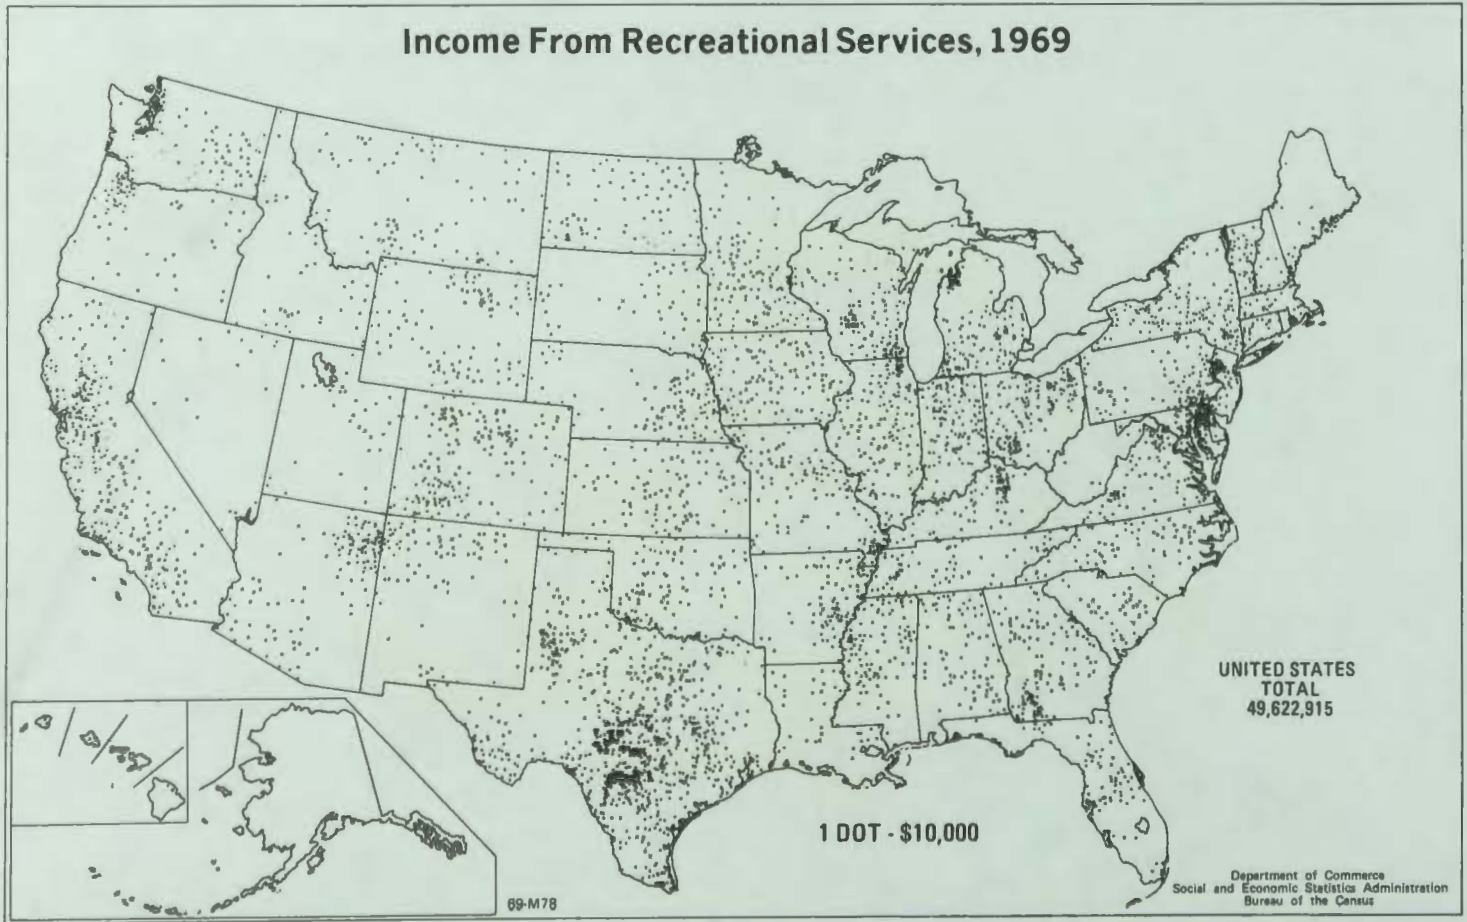 Income From Recreational Services, 1969
UNITED STATES
TOTAL
49,622,915
1 DOT - $10,000
Department of Commerce
Social and Economic Statistics Administration
Bureau of the Census
69-M78